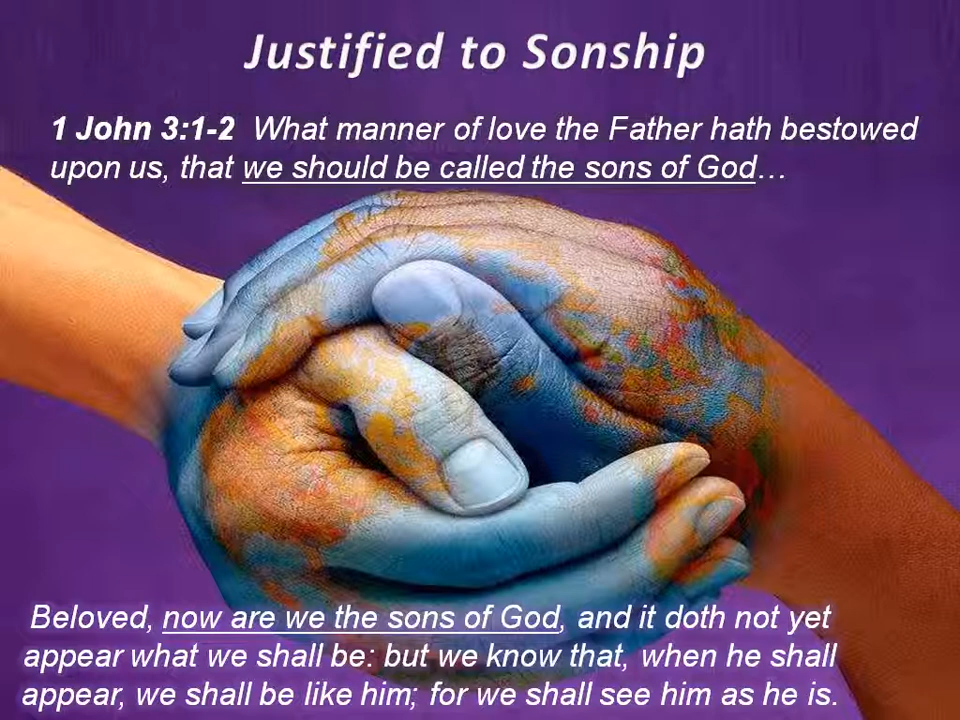 Justified to Sonship
1 John 3:1-2 What manner of love the Father hath bestowed
upon us, that we should be called the sons of God…
Beloved, now are we the sons of God, and it doth not yet
appear what we shall be: but we know that, when he shall
appear, we shall be like him; for we shall see him as he is.